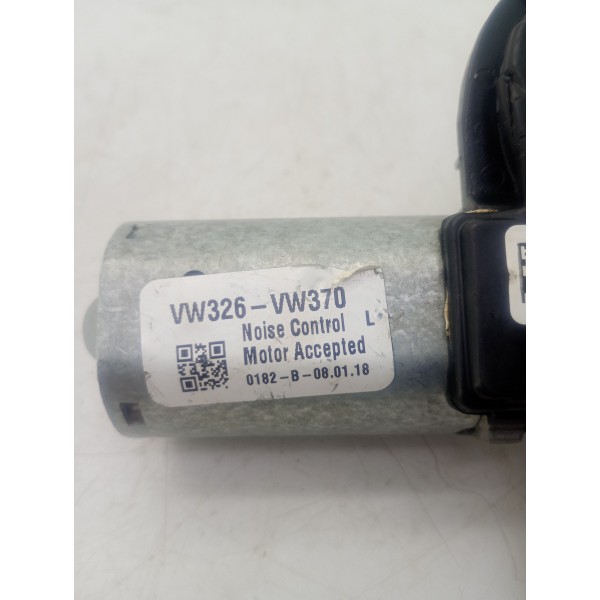 VW326-VW370
Noise Control L
Motor Accepted
0182-B-08.01.18